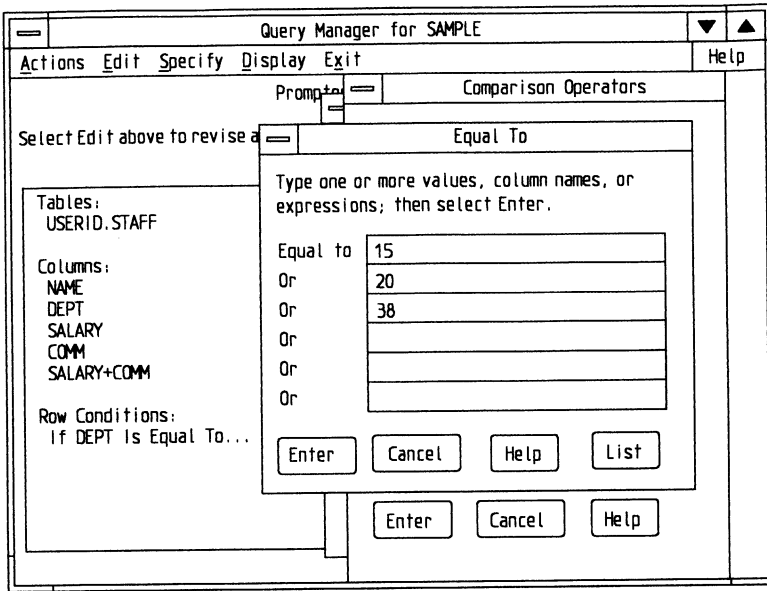 Query Manager for SAMPLE
Actions Edit Specify Display Exit Help
Prompte
Comparison Operators
Select Edit above to revise a
Equal To
Type one or more values, column names, or
expressions; then select Enter.
Tables:
USERID.STAFF
Columns:
NAME
DEPT
SALARY
COMM
SALARY+COMM
Row Conditions:
If DEPT Is Equal To...
Equal to 15
Or 20
Or 38
Or
Or
Or
Enter Cancel Help List
Enter Cancel Help